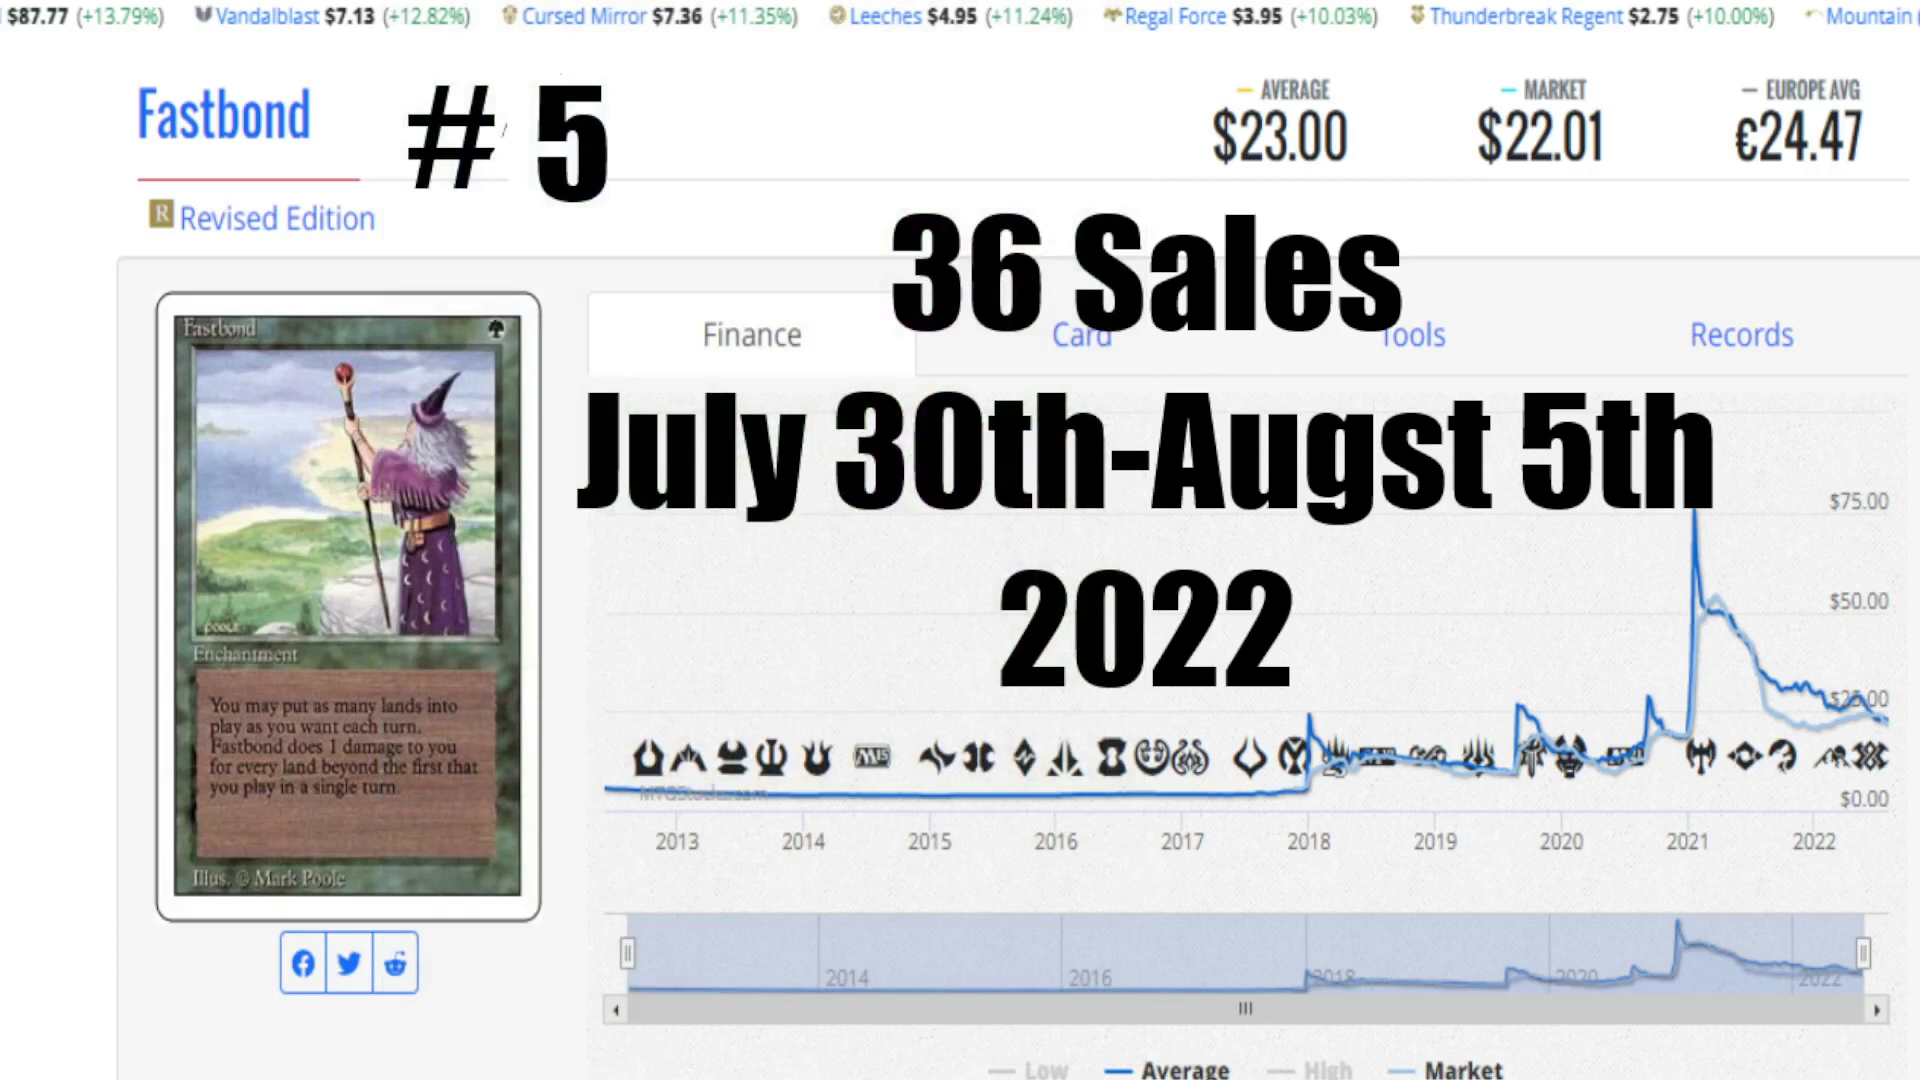 $87.77 (+13.79%) Vandalblast $7.13 (+12.82%) Cursed Mirror $7.36 (+11.35%) Leeches $4.95 (+11.24%) Regal Force $3.95 (+10.03%) Thunderbreak Regent $2.75 (+10.00%) Mountain
Fastbond
# 5
AVERAGE
$23.00
MARKET
$22.01
EUROPE AVG
€24.47
R Revised Edition
36 Sales
Finance
Card
Tools
Records
July 30th-Augst 5th
2022
Fastbond
Enchantment
You may put as many lands into
play as you want each turn.
Fastbond does 1 damage to you
for every land beyond the first that
you play in a single turn.
Illus. © Mark Poole
$75.00
$50.00
$25.00
$0.00
MTGStocks.com
2013 2014 2015 2016 2017 2018 2019 2020 2021 2022
2014 2016 2018 2020 2022
Low Average High Market